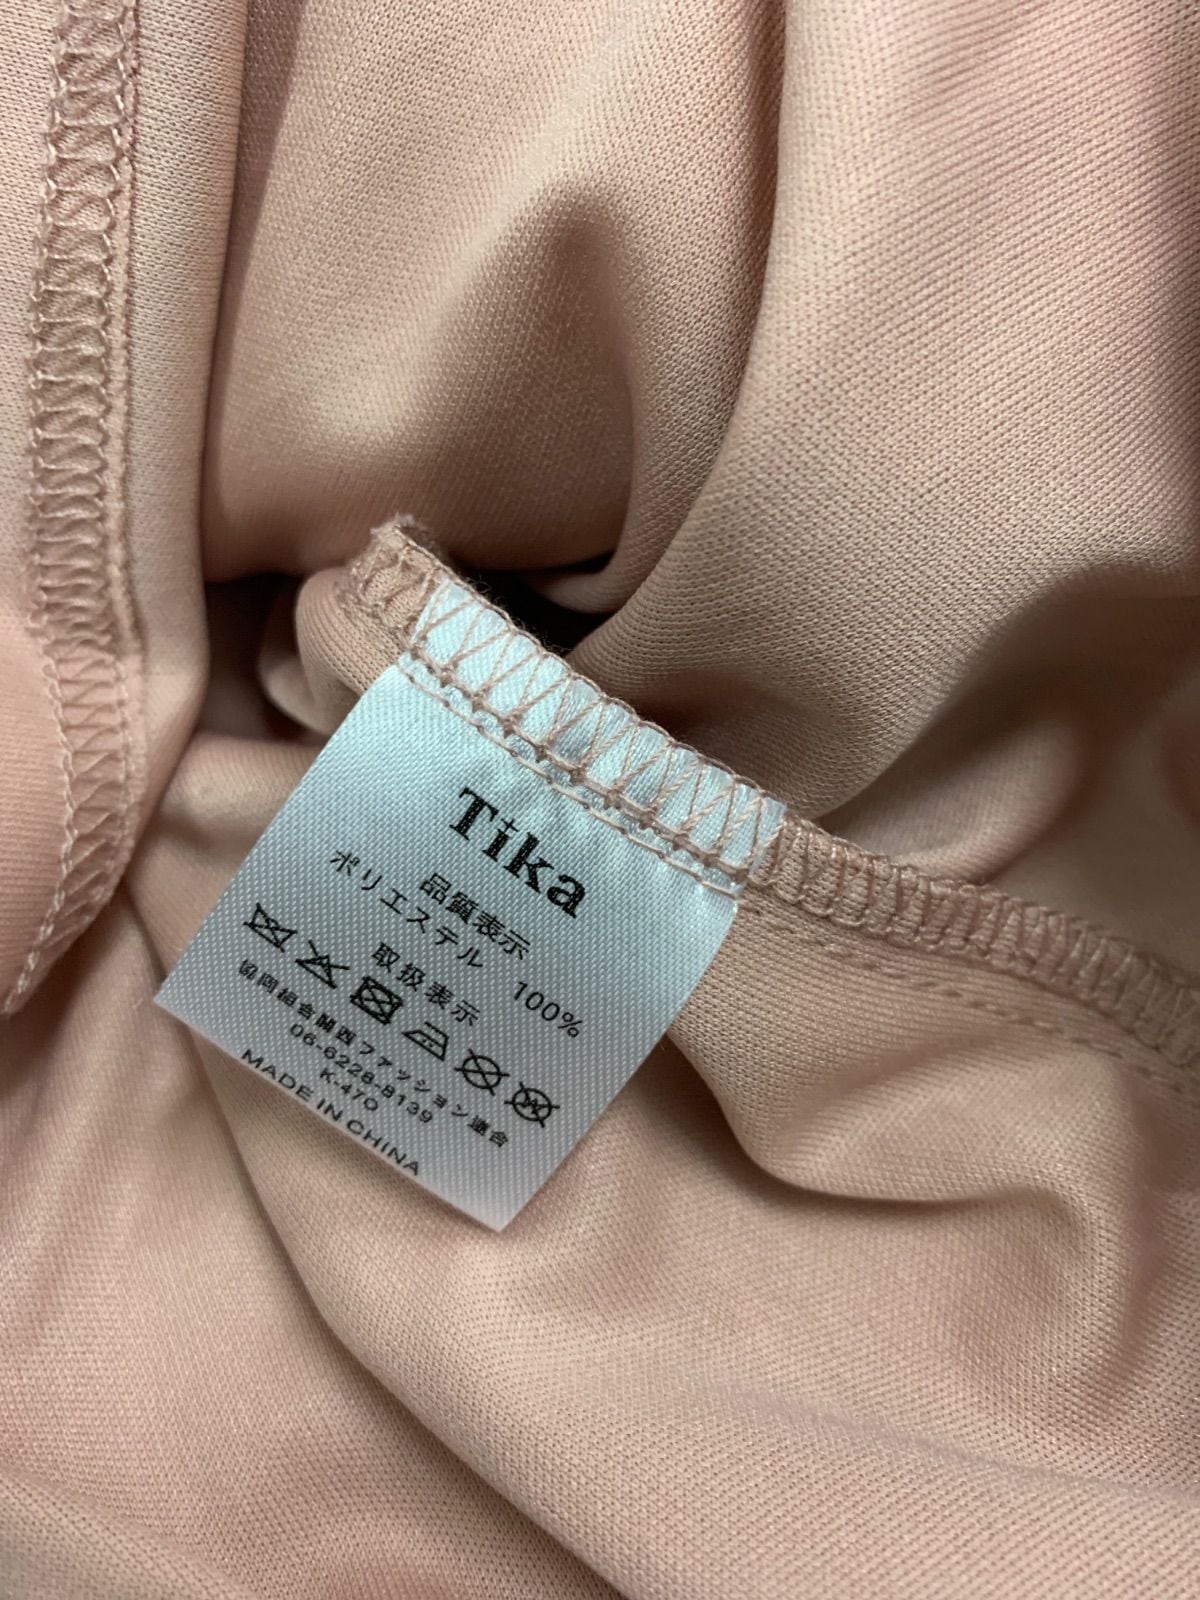 Tika
品質表示
ポリエステル 100%
取扱表示
協同組合関西ファッション連合
06-6228-8139
K-470
MADE IN CHINA